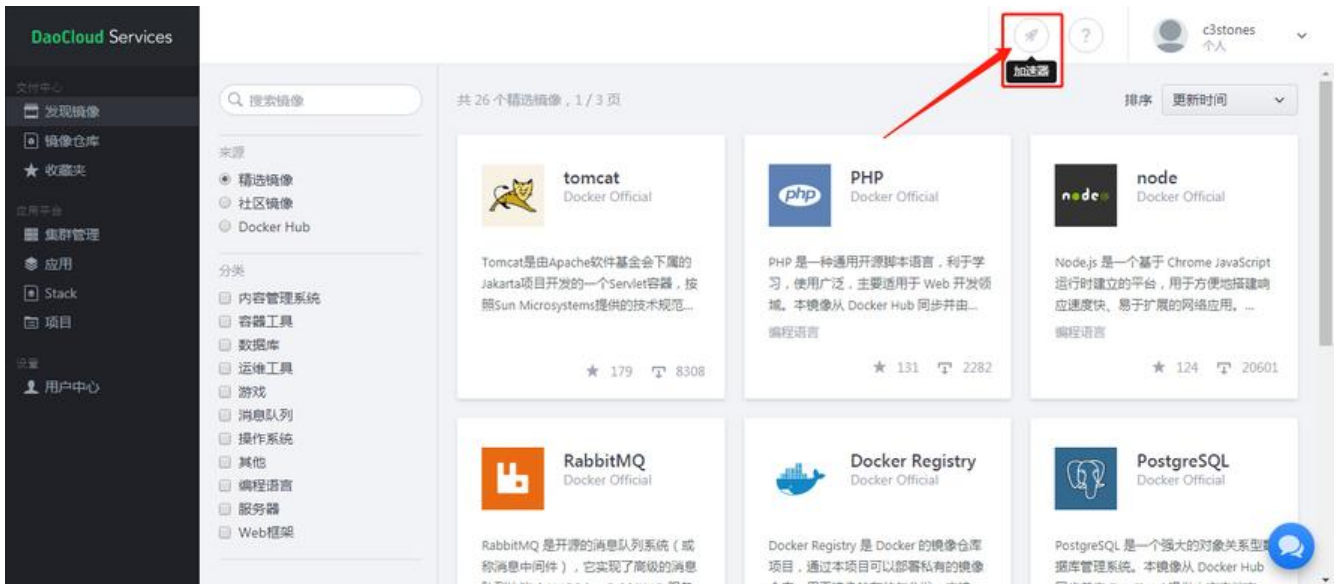 DaoCloud Services
?
c3stones
个人
加速器
交付中心
发现镜像
镜像仓库
收藏夹
应用平台
集群管理
应用
Stack
项目
设置
用户中心
搜索镜像
来源
精选镜像
社区镜像
Docker Hub
分类
内容管理系统
容器工具
数据库
运维工具
游戏
消息队列
操作系统
其他
编程语言
服务器
Web框架
共 26 个精选镜像，1 / 3 页
排序 更新时间
tomcat
Docker Official
Tomcat是由Apache软件基金会下属的
Jakarta项目开发的一个Servlet容器，按
照Sun Microsystems提供的技术规范...
179 8308
PHP
php
Docker Official
PHP 是一种通用开源脚本语言，利于学
习，使用广泛，主要适用于 Web 开发领
域。本镜像从 Docker Hub 同步并由...
编程语言
131 2282
node
node
Docker Official
Node.js 是一个基于 Chrome JavaScript
运行时建立的平台，用于方便地搭建响
应速度快、易于扩展的网络应用。...
编程语言
124 20601
RabbitMQ
Docker Official
RabbitMQ 是开源的消息队列系统（或
称消息中间件），它实现了高级的消息
Docker Registry
Docker Official
Docker Registry 是 Docker 的镜像仓库
项目，通过本项目可以部署私有的镜像
PostgreSQL
Docker Official
PostgreSQL 是一个强大的对象关系型
据库管理系统。本镜像从 Docker Hub